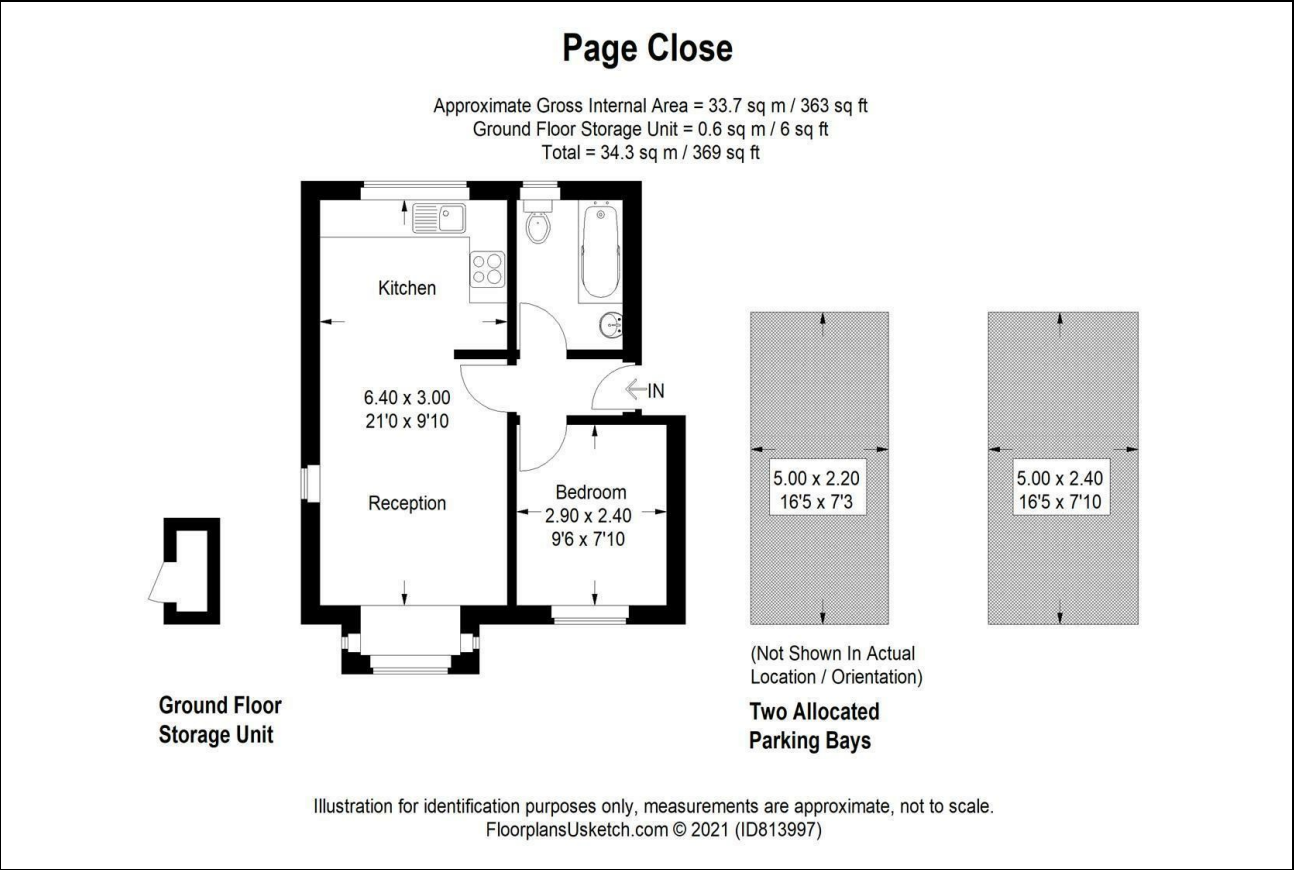 Page Close
Approximate Gross Internal Area = 33.7 sq m / 363 sq ft
Ground Floor Storage Unit = 0.6 sq m / 6 sq ft
Total = 34.3 sq m / 369 sq ft
Kitchen
6.40 x 3.00
21'0 x 9'10
Reception
IN
Bedroom
2.90 x 2.40
9'6 x 7'10
5.00 x 2.20
16'5 x 7'3
5.00 x 2.40
16'5 x 7'10
(Not Shown In Actual
Location / Orientation)
Two Allocated
Parking Bays
Ground Floor
Storage Unit
Illustration for identification purposes only, measurements are approximate, not to scale.
FloorplansUsketch.com © 2021 (ID813997)